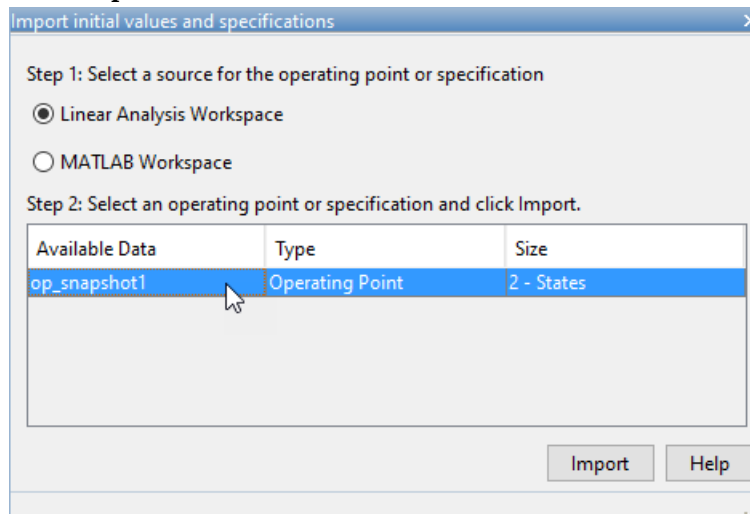 Import initial values and specifications
Step 1: Select a source for the operating point or specification
Linear Analysis Workspace
MATLAB Workspace
Step 2: Select an operating point or specification and click Import.
Available Data Type Size
op_snapshot1 Operating Point 2 - States
Import Help